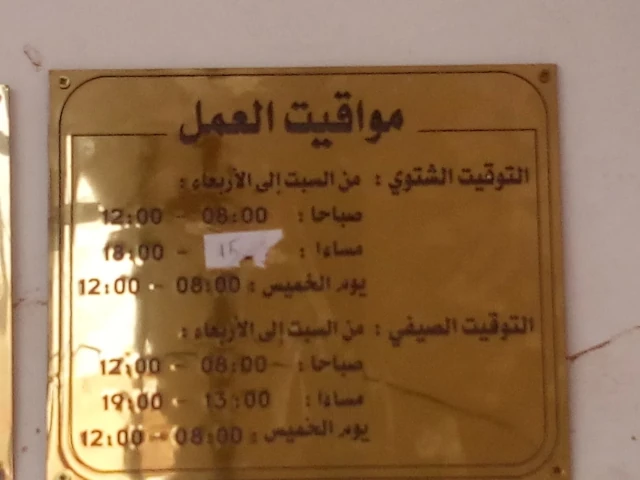 مواقيت العمل
التوقيت الشتوي : من السبت إلى الأربعاء :
صباحا : 08:00 - 12:00
مساءا : 15 - 18:00
يوم الخميس : 08:00 - 12:00
التوقيت الصيفي : من السبت إلى الأربعاء :
صباحا : 08:00 - 12:00
مساءا : 13:00 - 19:00
يوم الخميس : 08:00 - 12:00